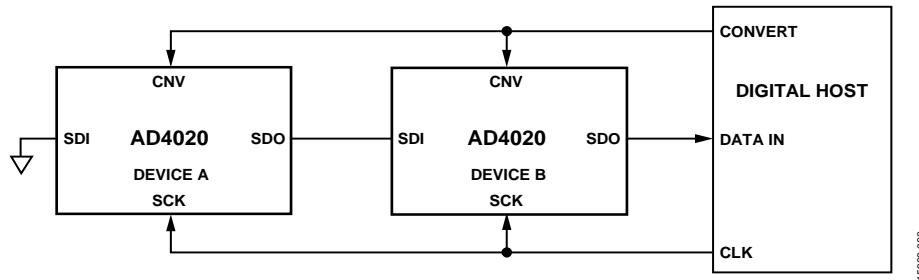 CONVERT
CNV
CNV
DIGITAL HOST
SDI
AD4020
SDO
SDI
AD4020
SDO
DATA IN
DEVICE A
DEVICE B
SCK
SCK
CLK